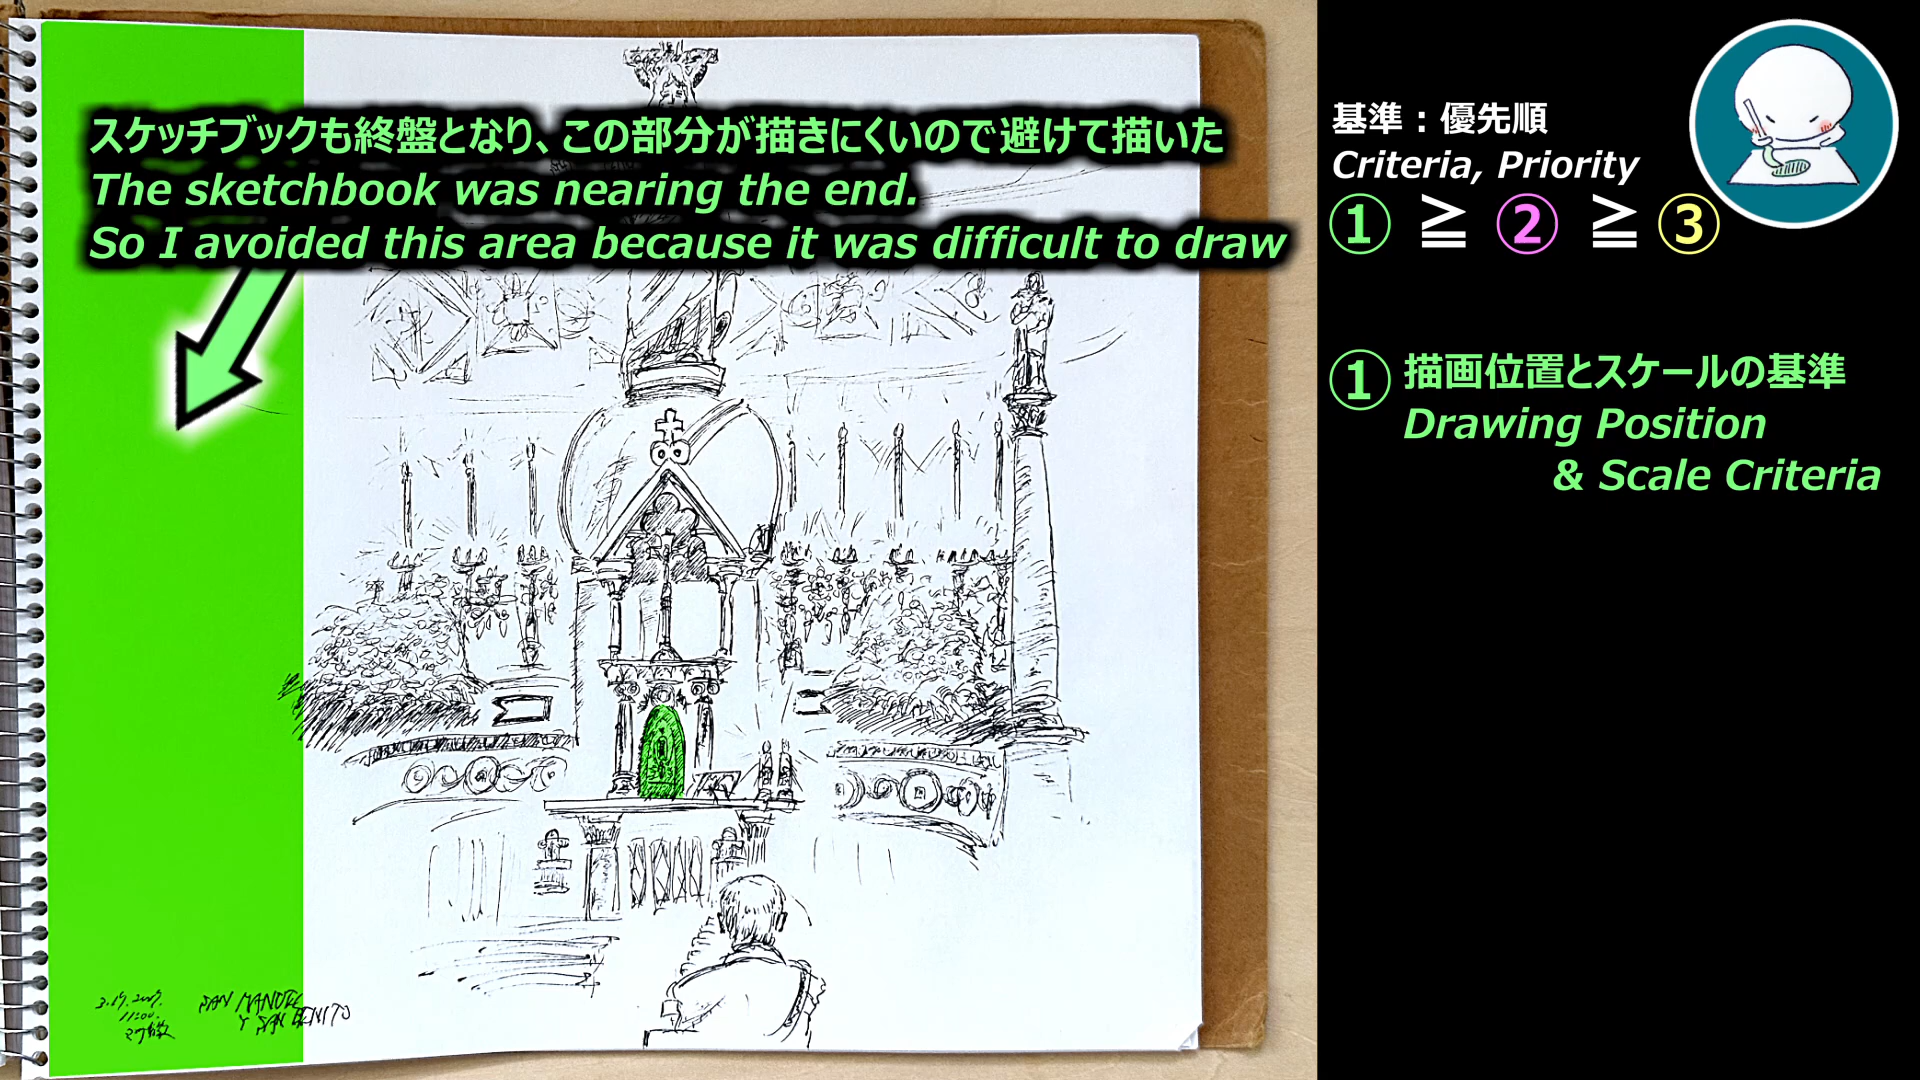 スケッチブックも終盤となり、この部分が描きにくいので避けて描いた
The sketchbook was nearing the end.
So I avoided this area because it was difficult to draw
基準：優先順
Criteria, Priority
① ≧ ② ≧ ③
① 描画位置とスケールの基準
Drawing Position
& Scale Criteria
11:00.
SAN MANUEL
Y SAN BENITO